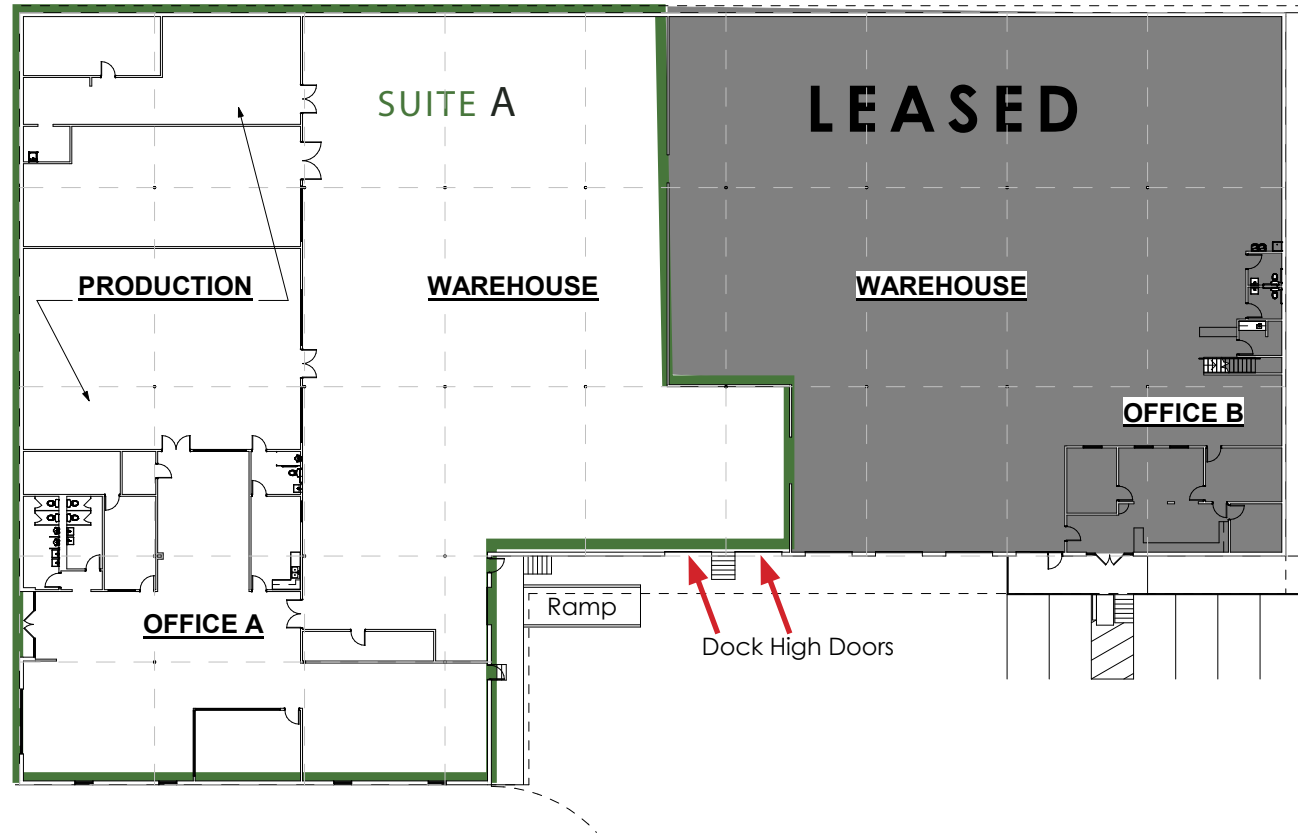 SUITE A
LEASED
PRODUCTION
WAREHOUSE
WAREHOUSE
OFFICE B
OFFICE A
Ramp
Dock High Doors